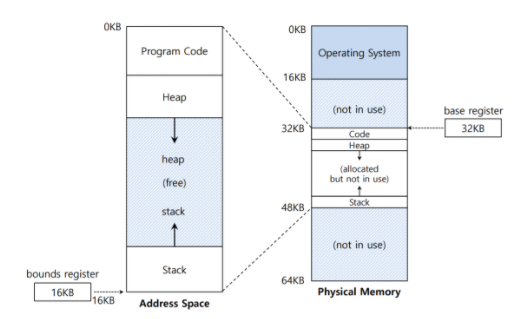 0KB
Program Code
Heap
heap
(free)
stack
Stack
bounds register
16KB
16KB
Address Space
0KB
Operating System
16KB
(not in use)
base register
32KB
32KB
Code
Heap
(allocated
but not in use)
Stack
48KB
(not in use)
64KB
Physical Memory